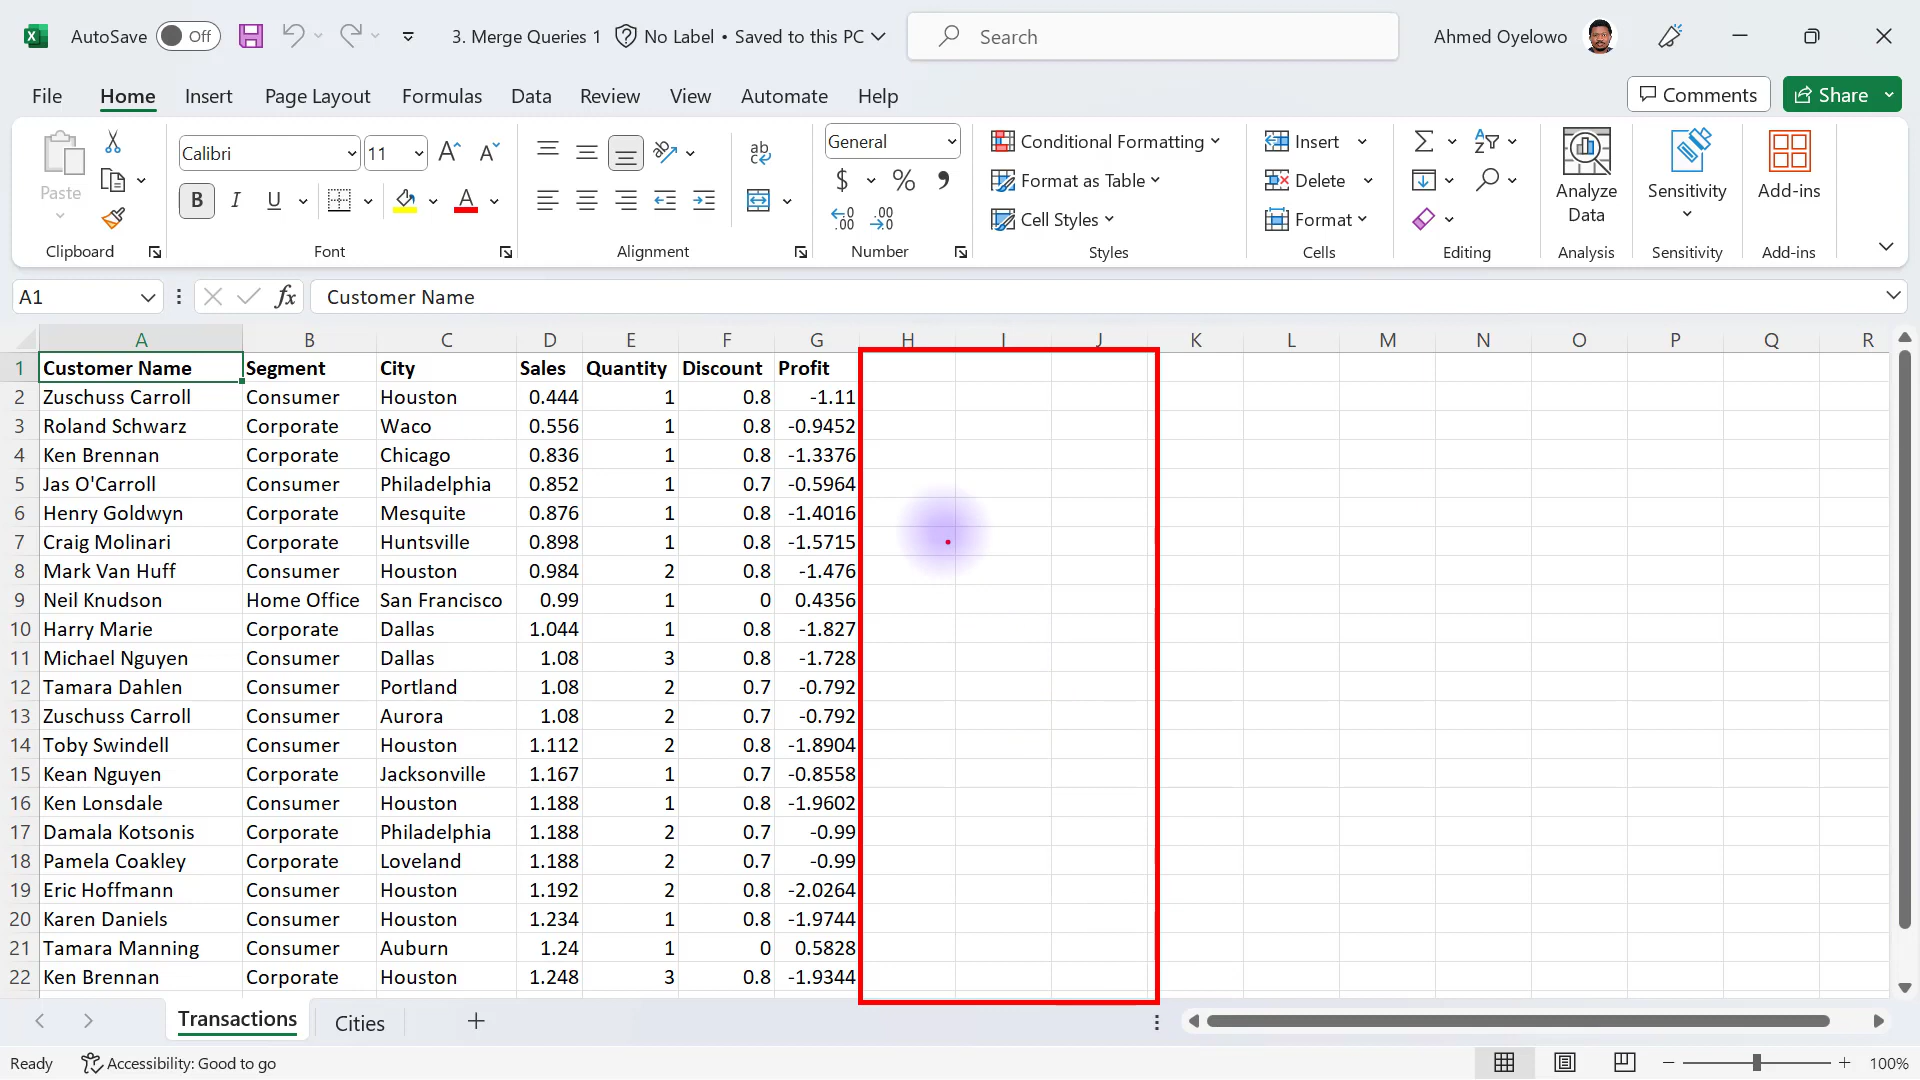 AutoSave Off 3. Merge Queries 1 No Label • Saved to this PC Search Ahmed Oyelowo
File Home Insert Page Layout Formulas Data Review View Automate Help Comments Share
Paste
Clipboard
Calibri 11
B I U
Font
ab
Alignment
General
$ % ,
Number
Conditional Formatting
Format as Table
Cell Styles
Styles
Insert
Delete
Format
Cells
Editing
Analyze Data
Analysis
Sensitivity
Sensitivity
Add-ins
Add-ins
A1 fx Customer Name
A B C D E F G H I J K L M N O P Q R
1 Customer Name Segment City Sales Quantity Discount Profit
2 Zuschuss Carroll Consumer Houston 0.444 1 0.8 -1.11
3 Roland Schwarz Corporate Waco 0.556 1 0.8 -0.9452
4 Ken Brennan Corporate Chicago 0.836 1 0.8 -1.3376
5 Jas O'Carroll Consumer Philadelphia 0.852 1 0.7 -0.5964
6 Henry Goldwyn Corporate Mesquite 0.876 1 0.8 -1.4016
7 Craig Molinari Corporate Huntsville 0.898 1 0.8 -1.5715
8 Mark Van Huff Consumer Houston 0.984 2 0.8 -1.476
9 Neil Knudson Home Office San Francisco 0.99 1 0 0.4356
10 Harry Marie Corporate Dallas 1.044 1 0.8 -1.827
11 Michael Nguyen Consumer Dallas 1.08 3 0.8 -1.728
12 Tamara Dahlen Consumer Portland 1.08 2 0.7 -0.792
13 Zuschuss Carroll Consumer Aurora 1.08 2 0.7 -0.792
14 Toby Swindell Consumer Houston 1.112 2 0.8 -1.8904
15 Kean Nguyen Corporate Jacksonville 1.167 1 0.7 -0.8558
16 Ken Lonsdale Consumer Houston 1.188 1 0.8 -1.9602
17 Damala Kotsonis Corporate Philadelphia 1.188 2 0.7 -0.99
18 Pamela Coakley Corporate Loveland 1.188 2 0.7 -0.99
19 Eric Hoffmann Consumer Houston 1.192 2 0.8 -2.0264
20 Karen Daniels Consumer Houston 1.234 1 0.8 -1.9744
21 Tamara Manning Consumer Auburn 1.24 1 0 0.5828
22 Ken Brennan Corporate Houston 1.248 3 0.8 -1.9344
Transactions Cities
Ready Accessibility: Good to go 100%